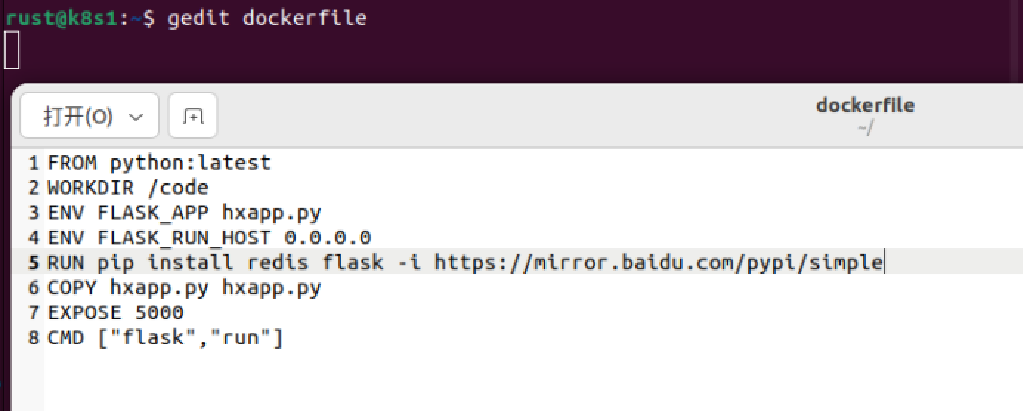 rust@k8s1:~$ gedit dockerfile
打开(O)
dockerfile
~/
1 FROM python:latest
2 WORKDIR /code
3 ENV FLASK_APP hxapp.py
4 ENV FLASK_RUN_HOST 0.0.0.0
5 RUN pip install redis flask -i https://mirror.baidu.com/pypi/simple
6 COPY hxapp.py hxapp.py
7 EXPOSE 5000
8 CMD ["flask","run"]